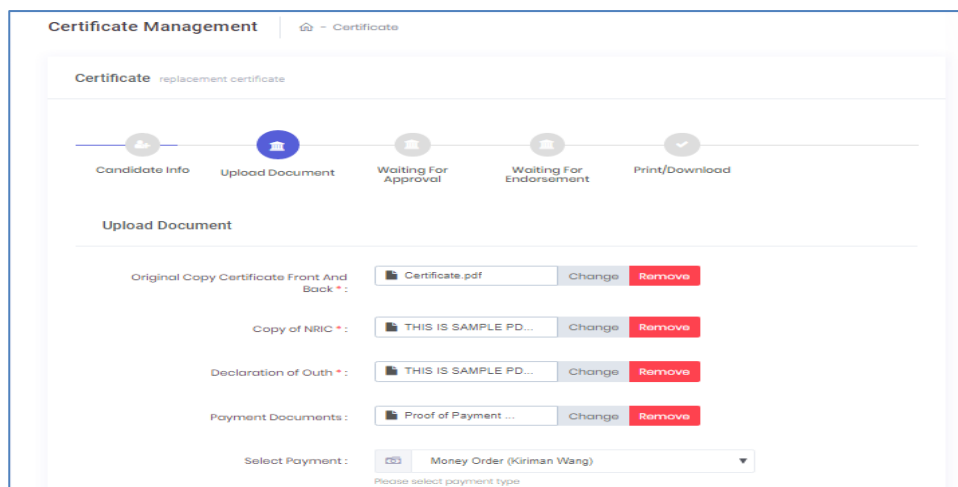 Certificate Management - Certificate
Certificate replacement certificate
Candidate Info Upload Document Waiting For Approval Waiting For Endorsement Print/Download
Upload Document
Original Copy Certificate Front And Back * : Certificate.pdf Change Remove
Copy of NRIC * : THIS IS SAMPLE PD... Change Remove
Declaration of Outh * : THIS IS SAMPLE PD... Change Remove
Payment Documents : Proof of Payment ... Change Remove
Select Payment : Money Order (Kiriman Wang)
Please select payment type